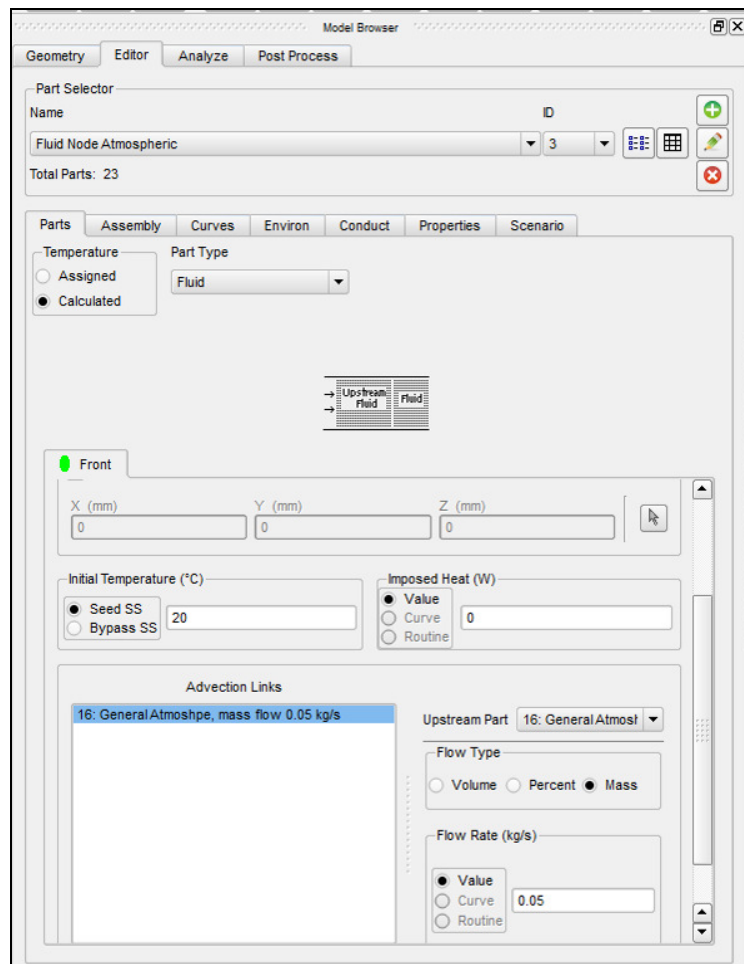 Model Browser
Geometry Editor Analyze Post Process
Part Selector
Name ID
Fluid Node Atmospheric 3
Total Parts: 23
Parts Assembly Curves Environ Conduct Properties Scenario
Temperature Part Type
Assigned Fluid
Calculated
Upstream Fluid
Fluid
Front
X (mm) Y (mm) Z (mm)
0 0 0
Initial Temperature (°C) Imposed Heat (W)
Seed SS 20 Value 0
Bypass SS Curve
Routine
Advection Links
16: General Atmoshpe, mass flow 0.05 kg/s
Upstream Part 16: General Atmosl
Flow Type
Volume Percent Mass
Flow Rate (kg/s)
Value
Curve 0.05
Routine